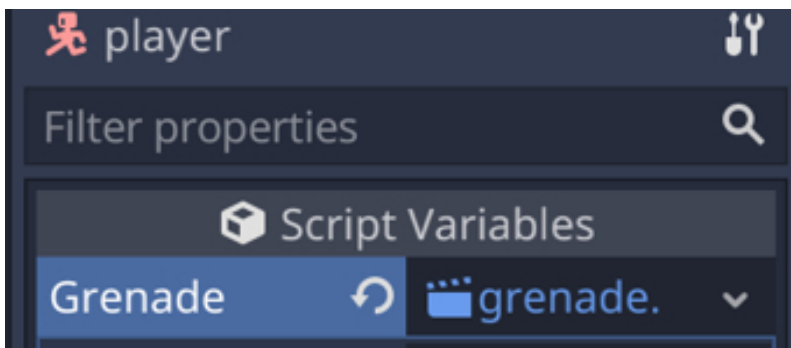 player
Filter properties
Script Variables
Grenade grenade.